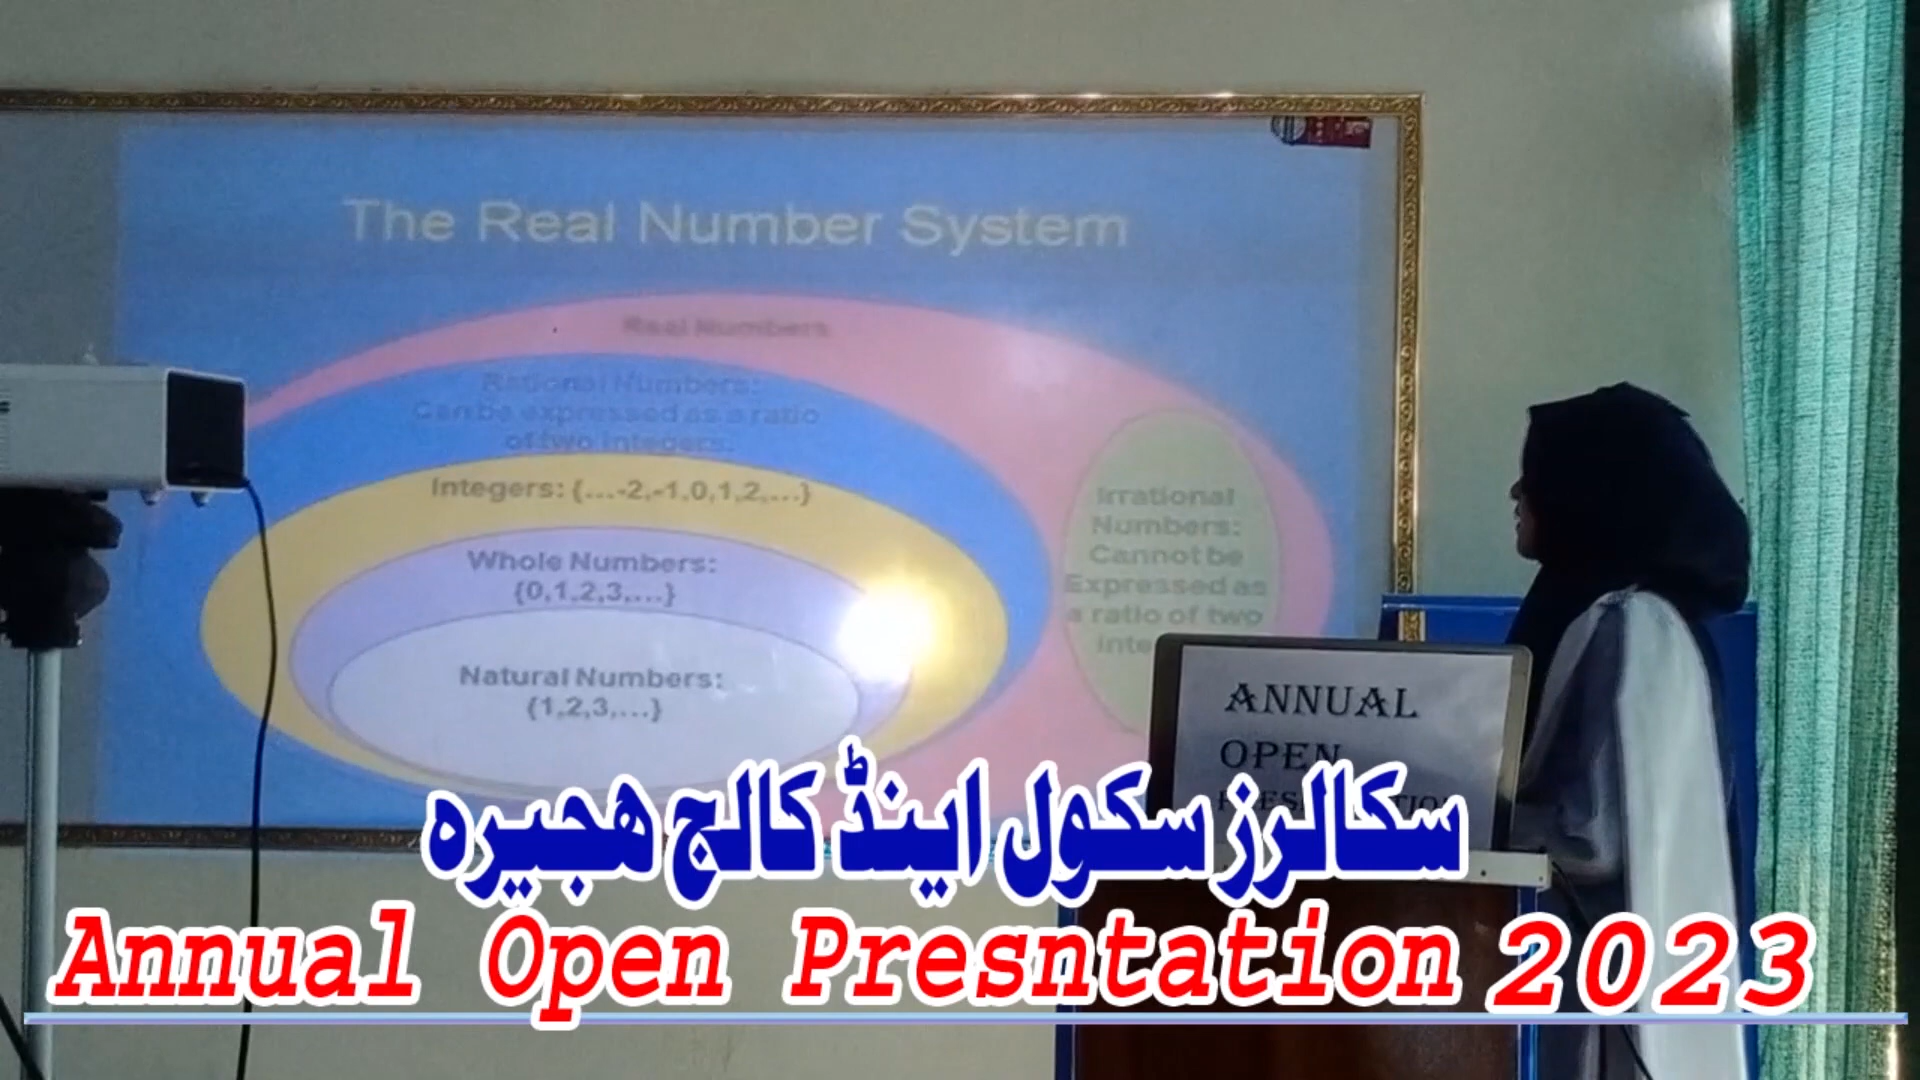 The Real Number System
Real Numbers
Rational Numbers:
Can be expressed as a ratio
of two integers.
Integers: {...-2,-1,0,1,2,...}
Whole Numbers:
{0,1,2,3,...}
Natural Numbers:
{1,2,3,...}
Irrational
Numbers:
Cannot be
Expressed as
a ratio of two
ANNUAL
OPEN
سکالرز سکول اینڈ کالج ھجیرہ
Annual Open Presntation 2023